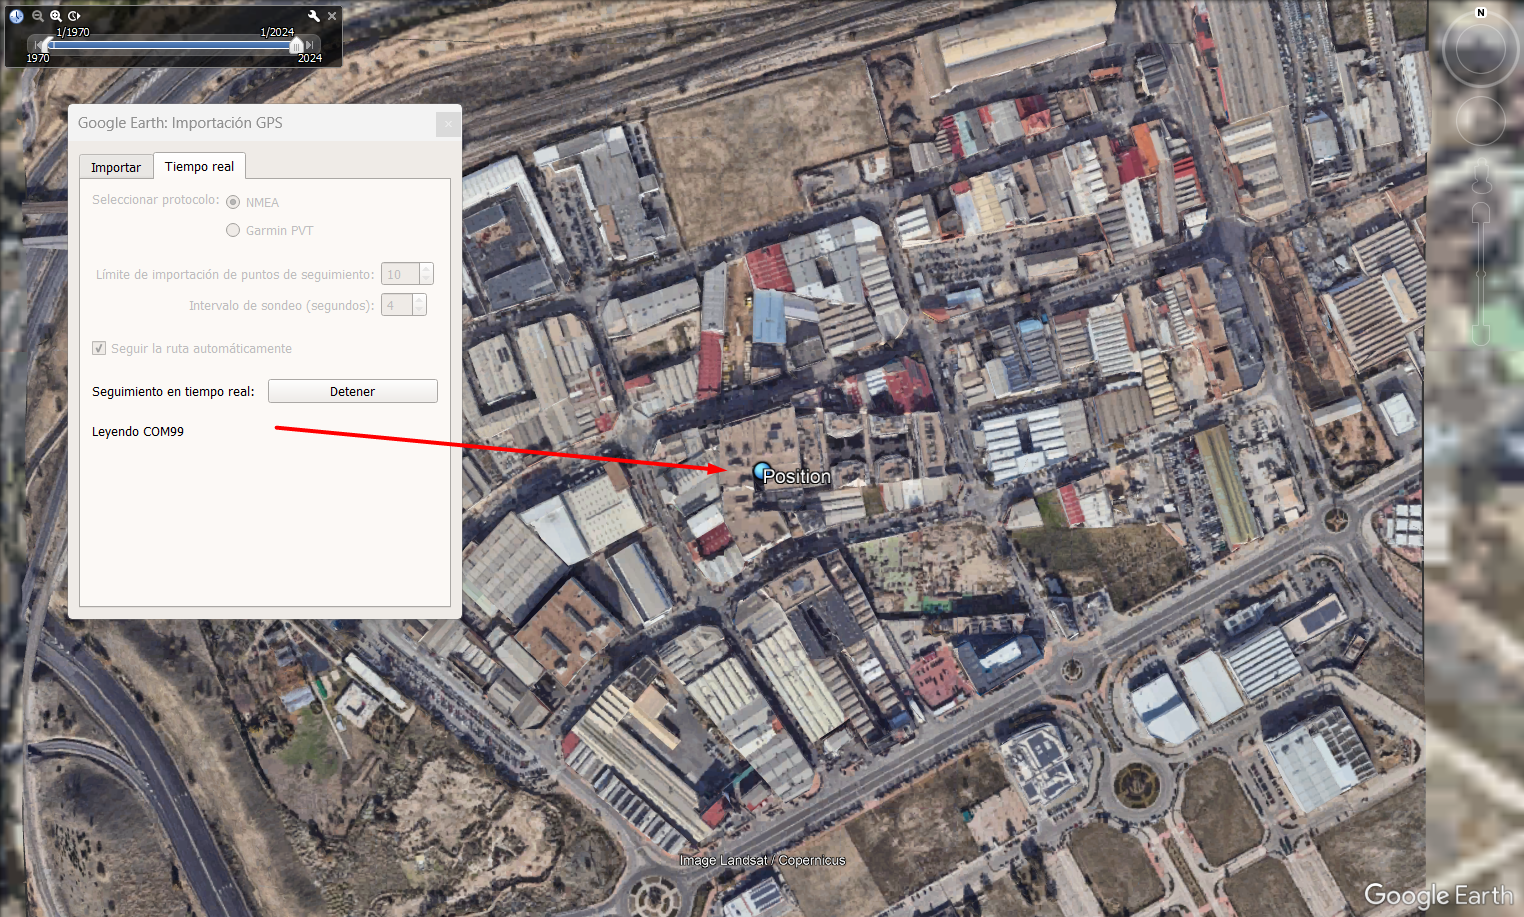 1/1970
1/2024
1970
2024
N
Google Earth: Importación GPS
Importar
Tiempo real
Seleccionar protocolo:
NMEA
Garmin PVT
Límite de importación de puntos de seguimiento:
10
Intervalo de sondeo (segundos):
4
Seguir la ruta automáticamente
Seguimiento en tiempo real:
Detener
Leyendo COM99
Position
Image Landsat / Copernicus
Google Earth